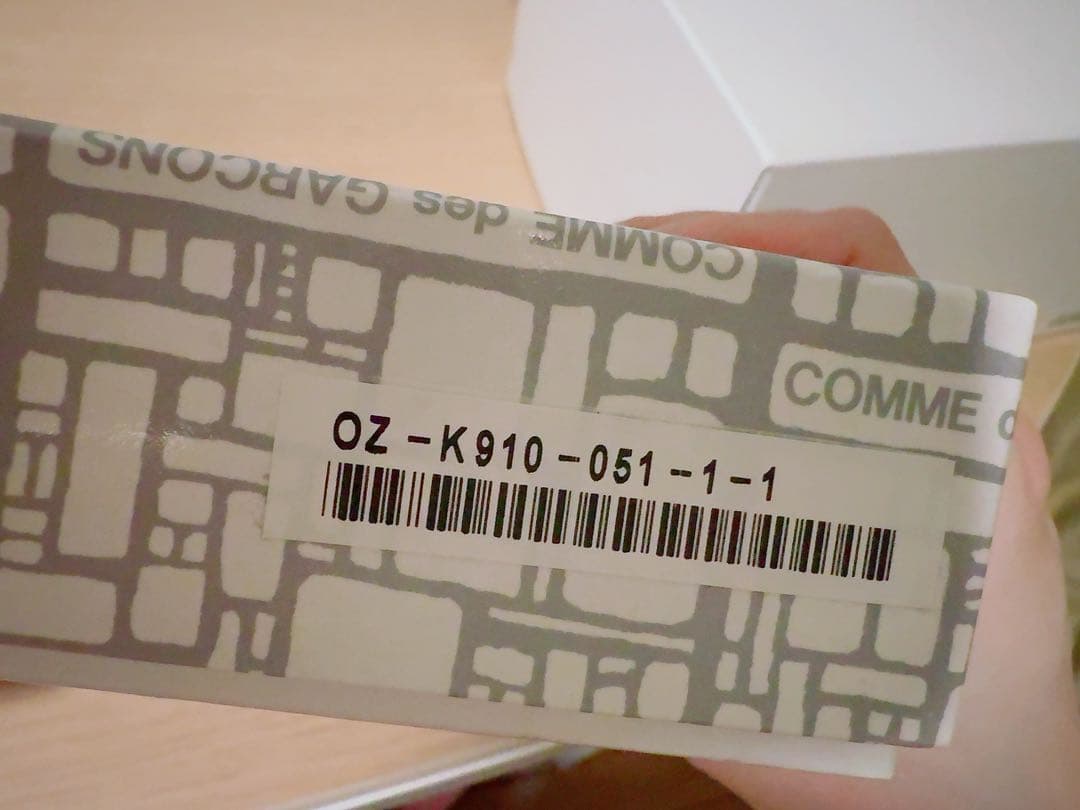 COMME des GARCONS
COMME d
OZ-K910-051-1-1